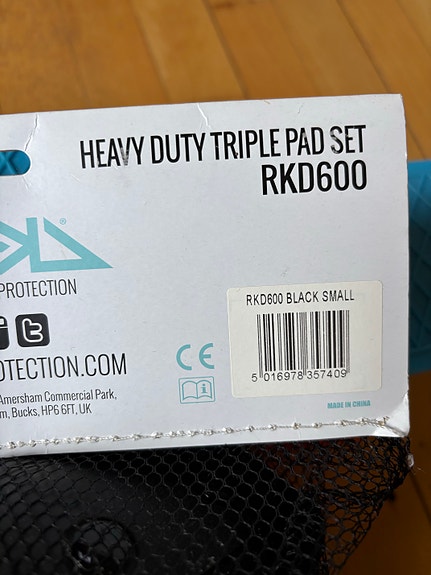 HEAVY DUTY TRIPLE PAD SET
RKD600
PROTECTION
RKD600 BLACK SMALL
5 016978 357409
OTECTION.COM
CE
Amersham Commercial Park,
m, Bucks, HP6 6FT, UK
MADE IN CHINA